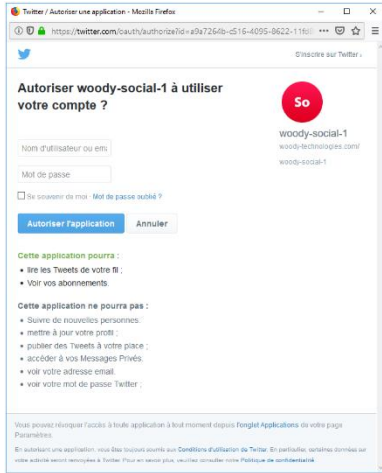 Twitter / Autoriser une application - Mozilla Firefox
https://twitter.com/oauth/authorize?id=a9a7264b-c516-4095-8622-11fd
S'inscrire sur Twitter ›
Autoriser woody-social-1 à utiliser
votre compte ?
So
woody-social-1
woody-technologies.com/
woody-social-1
Nom d'utilisateur ou ema
Mot de passe
Se souvenir de moi · Mot de passe oublié ?
Autoriser l'application
Annuler
Cette application pourra :
• lire les Tweets de votre fil ;
• Voir vos abonnements.
Cette application ne pourra pas :
• Suivre de nouvelles personnes.
• mettre à jour votre profil ;
• publier des Tweets à votre place ;
• accéder à vos Messages Privés.
• voir votre adresse email.
• voir votre mot de passe Twitter ;
Vous pouvez révoquer l'accès à toute application à tout moment depuis l'onglet Applications de votre page
Paramètres.
En autorisant une application, vous êtes toujours soumis aux Conditions d'utilisation de Twitter. En particulier, certaines données sur
votre activité seront renvoyées à Twitter. Pour en savoir plus, veuillez consulter notre Politique de confidentialité.